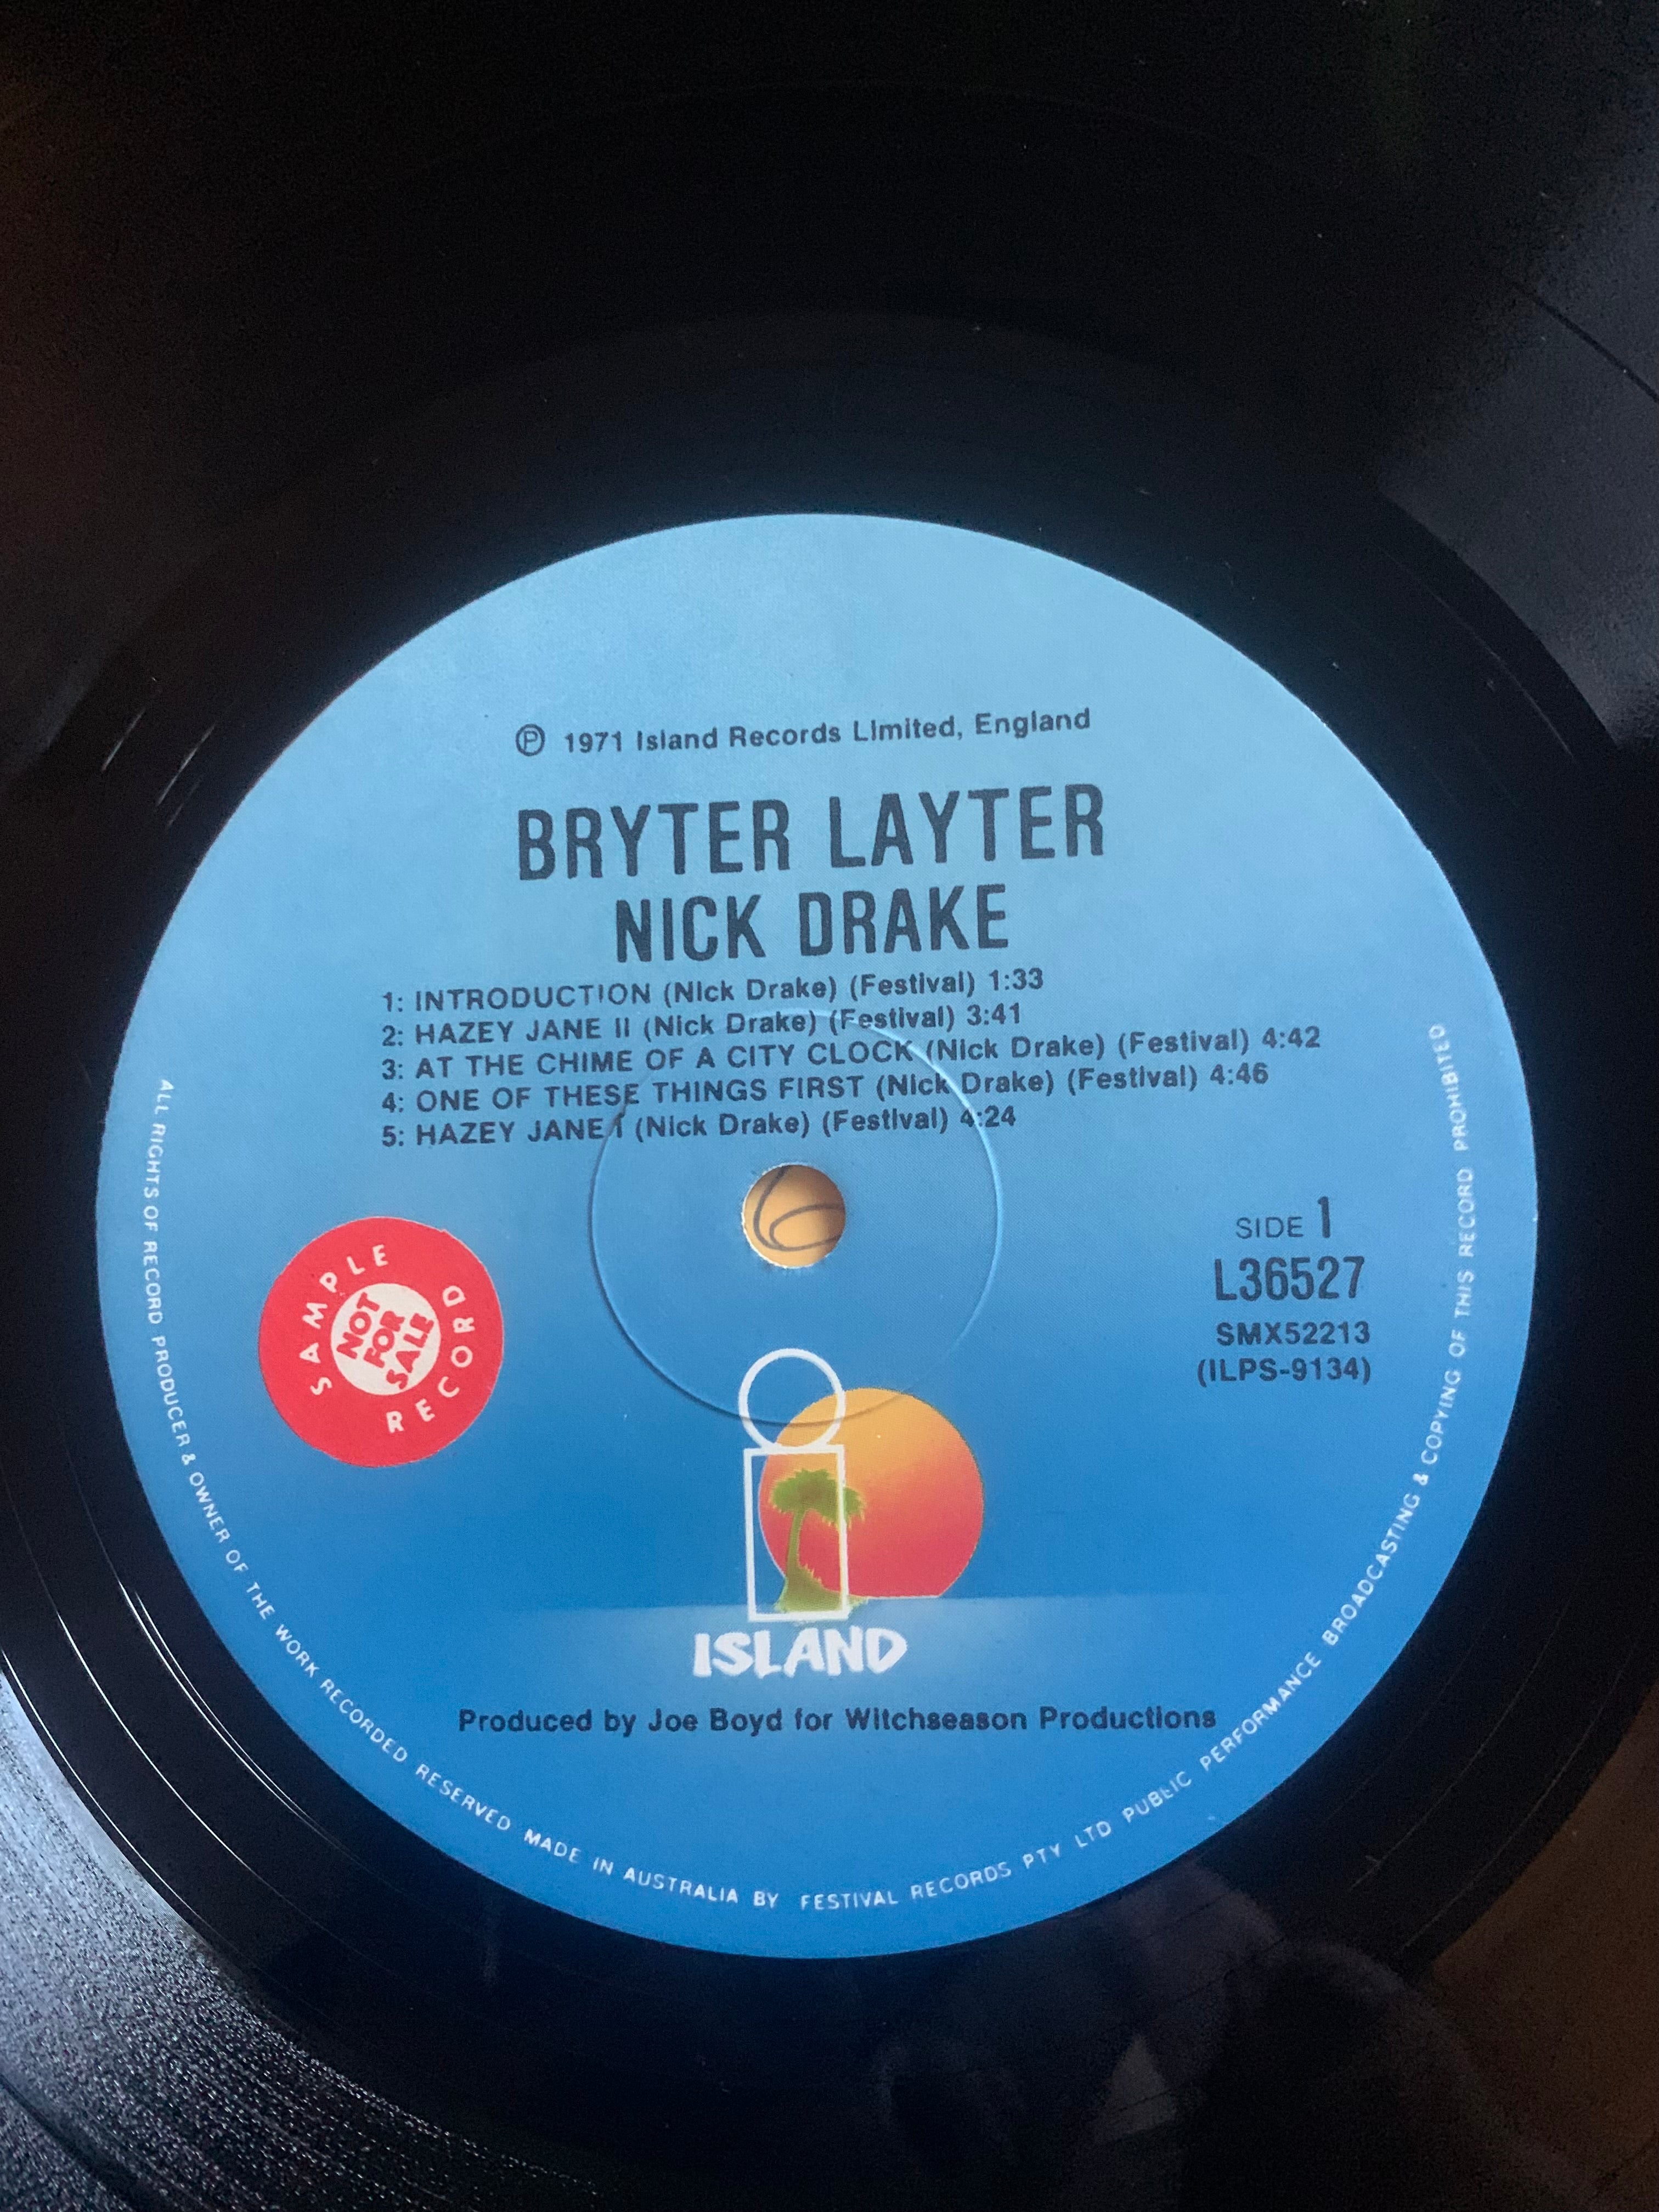 Ⓟ 1971 Island Records Limited, England
BRYTER LAYTER
NICK DRAKE
1: INTRODUCTION (Nick Drake) (Festival) 1:33
2: HAZEY JANE II (Nick Drake) (Festival) 3:41
3: AT THE CHIME OF A CITY CLOCK (Nick Drake) (Festival) 4:42
4: ONE OF THESE THINGS FIRST (Nick Drake) (Festival) 4:46
5: HAZEY JANE I (Nick Drake) (Festival) 4:24
SIDE 1
L36527
SMX52213
(ILPS-9134)
SAMPLE RECORD
NOT
FOR
SALE
ISLAND
Produced by Joe Boyd for Witchseason Productions
ALL RIGHTS OF RECORD PRODUCER & OWNER OF THE WORK RECORDED RESERVED MADE IN AUSTRALIA BY FESTIVAL RECORDS PTY LTD PUBLIC PERFORMANCE BROADCASTING & COPYING OF THIS RECORD PROHIBITED